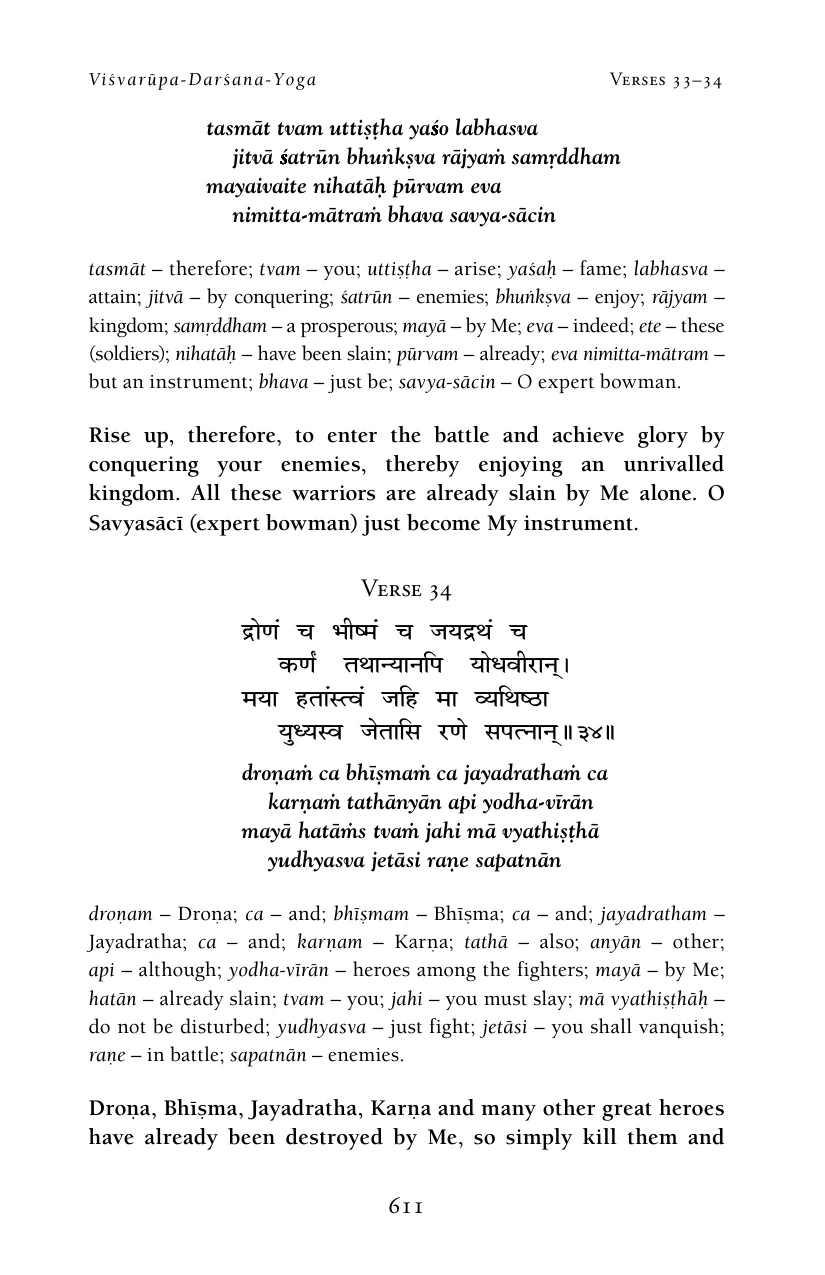 Viśvarūpa-Darśana-Yoga Verses 33–34
tasmāt tvam uttiṣṭha yaśo labhasva
jitvā śatrūn bhuṅkṣva rājyaṁ samṛddham
mayaivaite nihatāḥ pūrvam eva
nimitta-mātraṁ bhava savya-sācin
tasmāt – therefore; tvam – you; uttiṣṭha – arise; yaśaḥ – fame; labhasva –
attain; jitvā – by conquering; śatrūn – enemies; bhuṅkṣva – enjoy; rājyam –
kingdom; samṛddham – a prosperous; mayā – by Me; eva – indeed; ete – these
(soldiers); nihatāḥ – have been slain; pūrvam – already; eva nimitta-mātram –
but an instrument; bhava – just be; savya-sācin – O expert bowman.
Rise up, therefore, to enter the battle and achieve glory by
conquering your enemies, thereby enjoying an unrivalled
kingdom. All these warriors are already slain by Me alone. O
Savyasācī (expert bowman) just become My instrument.
Verse 34
द्रोणं च भीष्मं च जयद्रथं च
कर्णं तथान्यानपि योधवीरान्।
मया हतांस्त्वं जहि मा व्यथिष्ठा
युध्यस्व जेतासि रणे सपत्नान्॥३४॥
droṇaṁ ca bhīṣmaṁ ca jayadrathaṁ ca
karṇaṁ tathānyān api yodha-vīrān
mayā hatāṁs tvaṁ jahi mā vyathiṣṭhā
yudhyasva jetāsi raṇe sapatnān
droṇam – Droṇa; ca – and; bhīṣmam – Bhīṣma; ca – and; jayadratham –
Jayadratha; ca – and; karṇam – Karṇa; tathā – also; anyān – other;
api – although; yodha-vīrān – heroes among the fighters; mayā – by Me;
hatān – already slain; tvam – you; jahi – you must slay; mā vyathiṣṭhāḥ –
do not be disturbed; yudhyasva – just fight; jetāsi – you shall vanquish;
raṇe – in battle; sapatnān – enemies.
Droṇa, Bhīṣma, Jayadratha, Karṇa and many other great heroes
have already been destroyed by Me, so simply kill them and
611